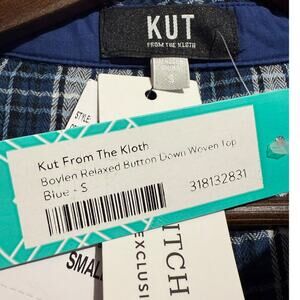 KUT
FROM THE KLOTH
S
STYLE
Kut From The Kloth
Boylen Relaxed Button Down Woven Top
Blue - S
318132831
SMALL
ITCH
EXCLUSI